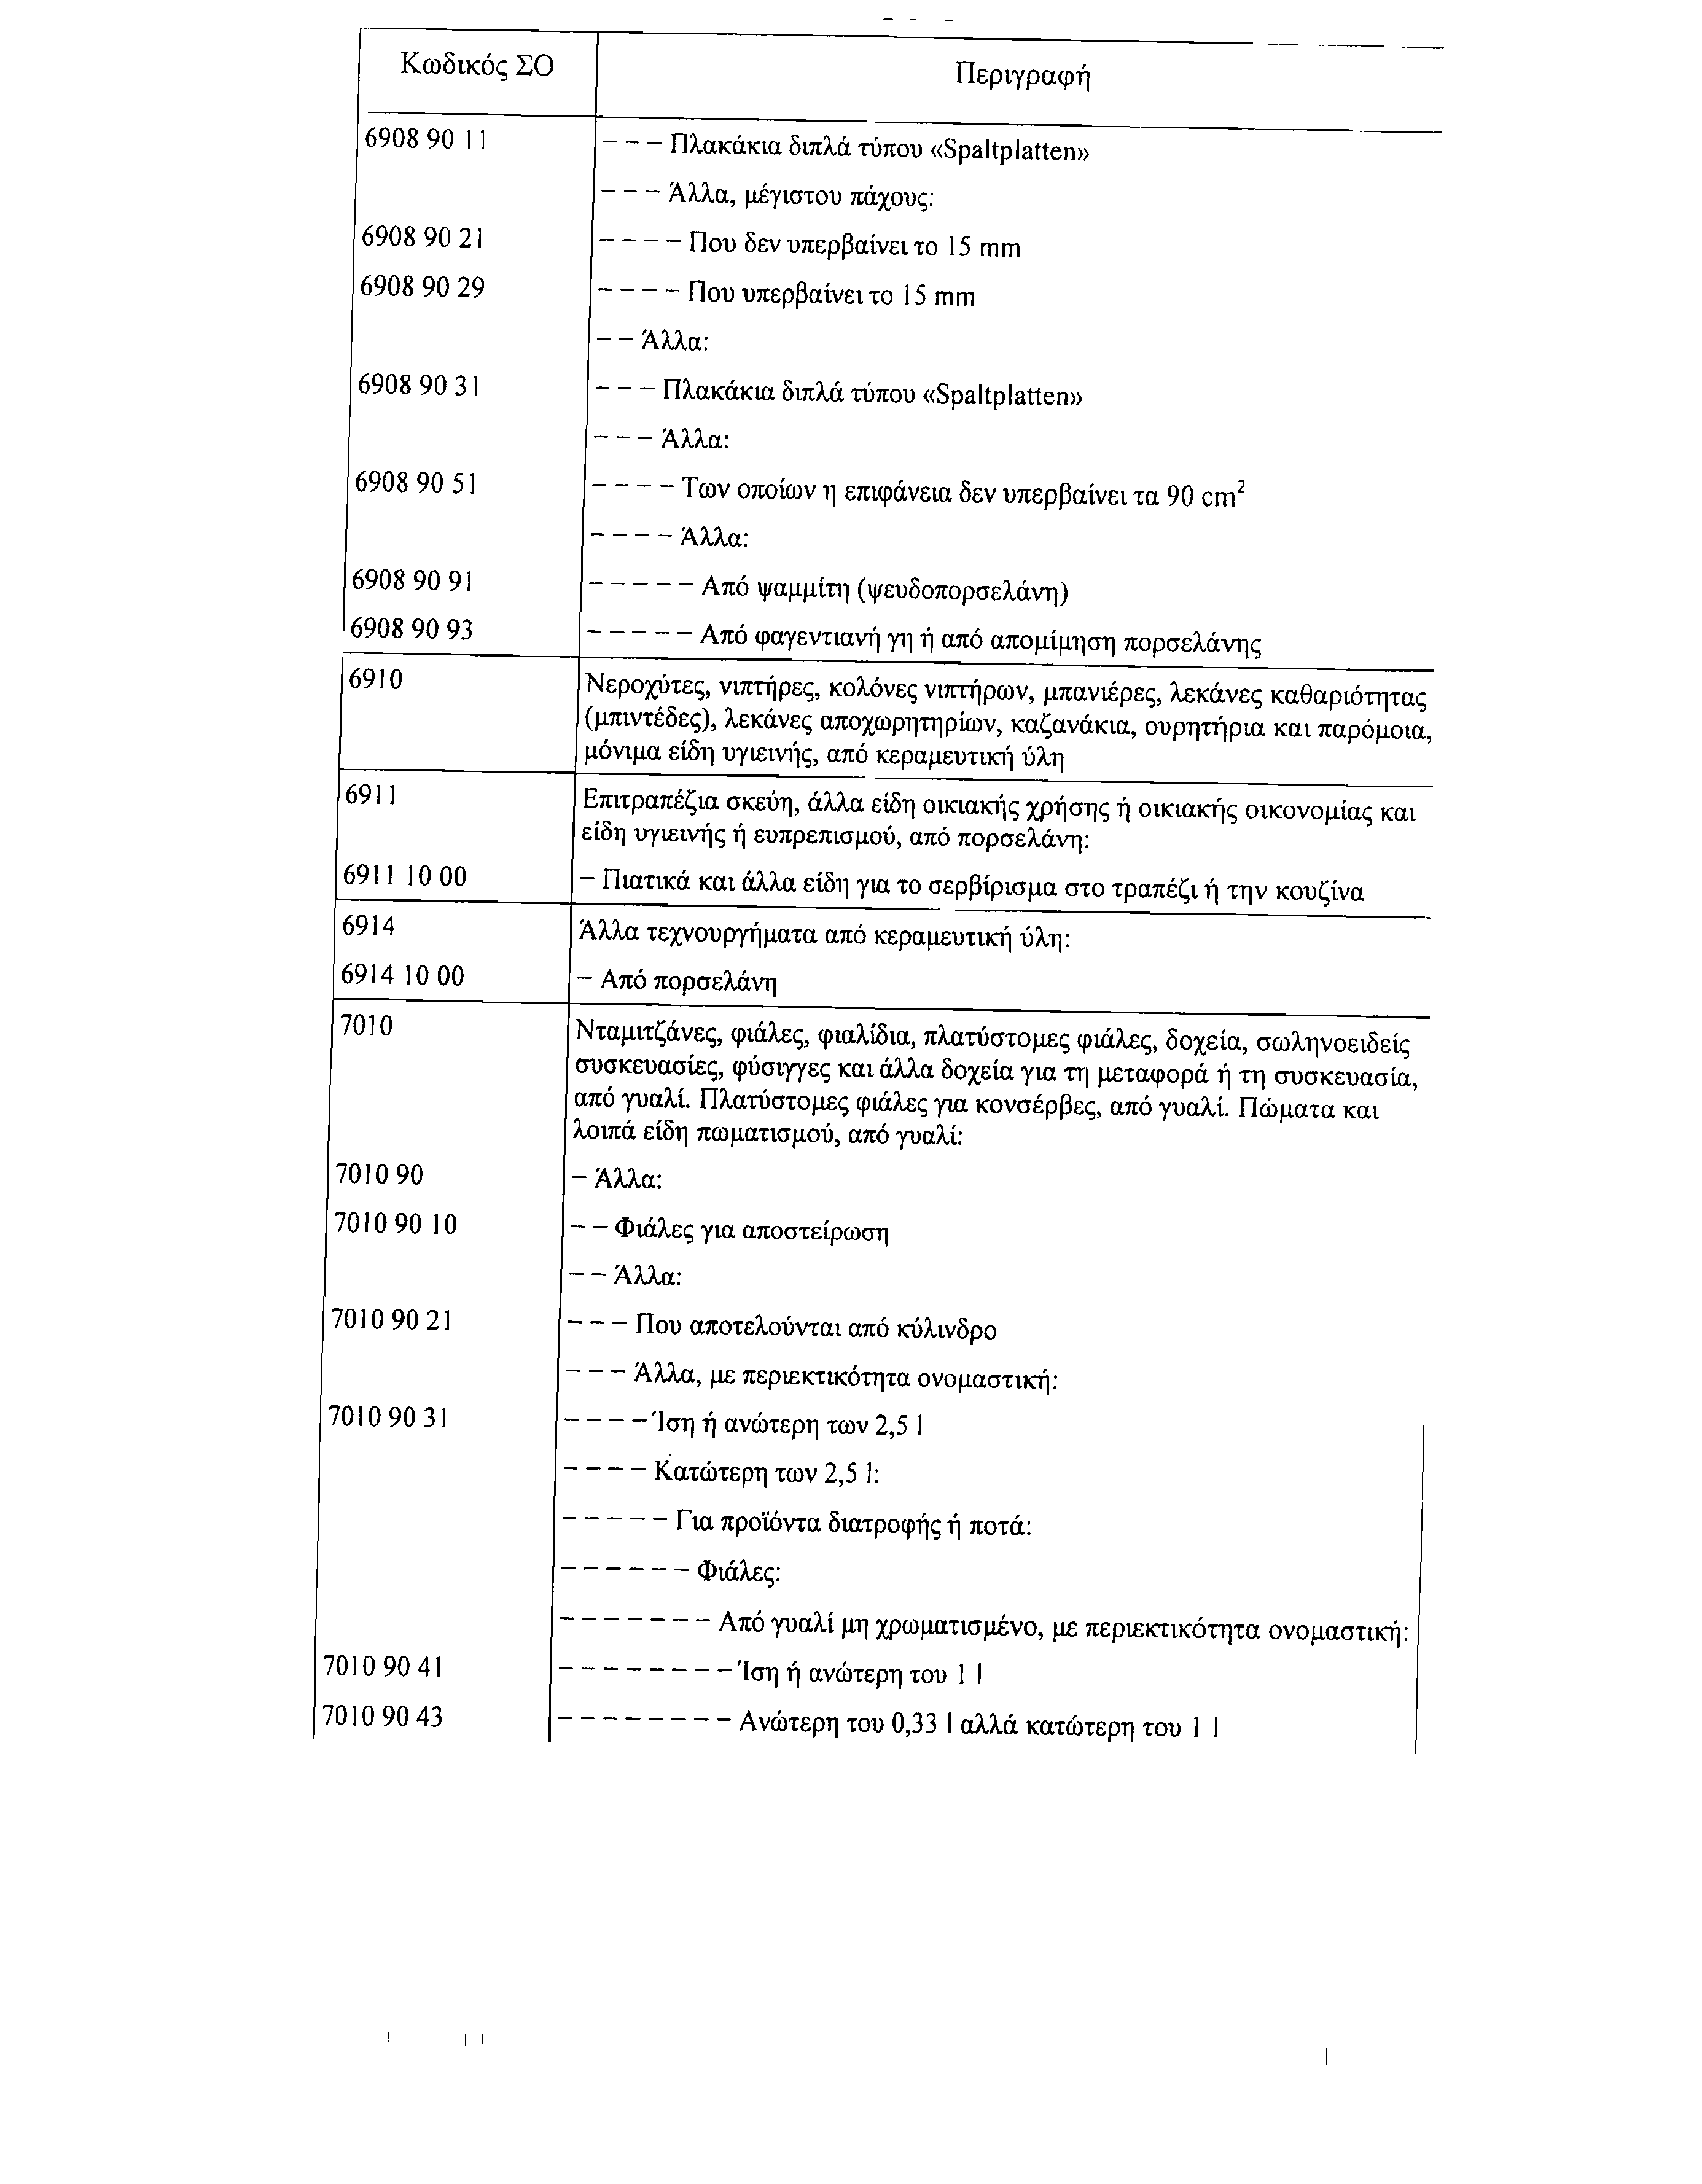 Κωδικός ΣΟ
Περιγραφή
6908 90 11
– – – Πλακάκια διπλά τύπου «Spaltplatten»
– – – Άλλα, μέγιστου πάχους:
6908 90 21
– – – – Που δεν υπερβαίνει το 15 mm
6908 90 29
– – – – Που υπερβαίνει το 15 mm
– – Άλλα:
6908 90 31
– – – Πλακάκια διπλά τύπου «Spaltplatten»
– – – Άλλα:
6908 90 51
– – – – Των οποίων η επιφάνεια δεν υπερβαίνει τα 90 cm²
– – – – Άλλα:
6908 90 91
– – – – – Από ψαμμίτη (ψευδοπορσελάνη)
6908 90 93
– – – – – Από φαγεντιανή γη ή από απομίμηση πορσελάνης
6910
Νεροχύτες, νιπτήρες, κολόνες νιπτήρων, μπανιέρες, λεκάνες καθαριότητας
(μπιντέδες), λεκάνες αποχωρητηρίων, καζανάκια, ουρητήρια και παρόμοια,
μόνιμα είδη υγιεινής, από κεραμευτική ύλη
6911
Επιτραπέζια σκεύη, άλλα είδη οικιακής χρήσης ή οικιακής οικονομίας και
είδη υγιεινής ή ευπρεπισμού, από πορσελάνη:
6911 10 00
– Πιατικά και άλλα είδη για το σερβίρισμα στο τραπέζι ή την κουζίνα
6914
Άλλα τεχνουργήματα από κεραμευτική ύλη:
6914 10 00
– Από πορσελάνη
7010
Νταμιτζάνες, φιάλες, φιαλίδια, πλατύστομες φιάλες, δοχεία, σωληνοειδείς
συσκευασίες, φύσιγγες και άλλα δοχεία για τη μεταφορά ή τη συσκευασία,
από γυαλί. Πλατύστομες φιάλες για κονσέρβες, από γυαλί. Πώματα και
λοιπά είδη πωματισμού, από γυαλί:
7010 90
– Άλλα:
7010 90 10
– – Φιάλες για αποστείρωση
– – Άλλα:
7010 90 21
– – – Που αποτελούνται από κύλινδρο
– – – Άλλα, με περιεκτικότητα ονομαστική:
7010 90 31
– – – – Ίση ή ανώτερη των 2,5 l
– – – – Κατώτερη των 2,5 l:
– – – – – Για προϊόντα διατροφής ή ποτά:
– – – – – – Φιάλες:
– – – – – – – Από γυαλί μη χρωματισμένο, με περιεκτικότητα ονομαστική:
7010 90 41
– – – – – – – – Ίση ή ανώτερη του 1 l
7010 90 43
– – – – – – – – Ανώτερη του 0,33 l αλλά κατώτερη του 1 l